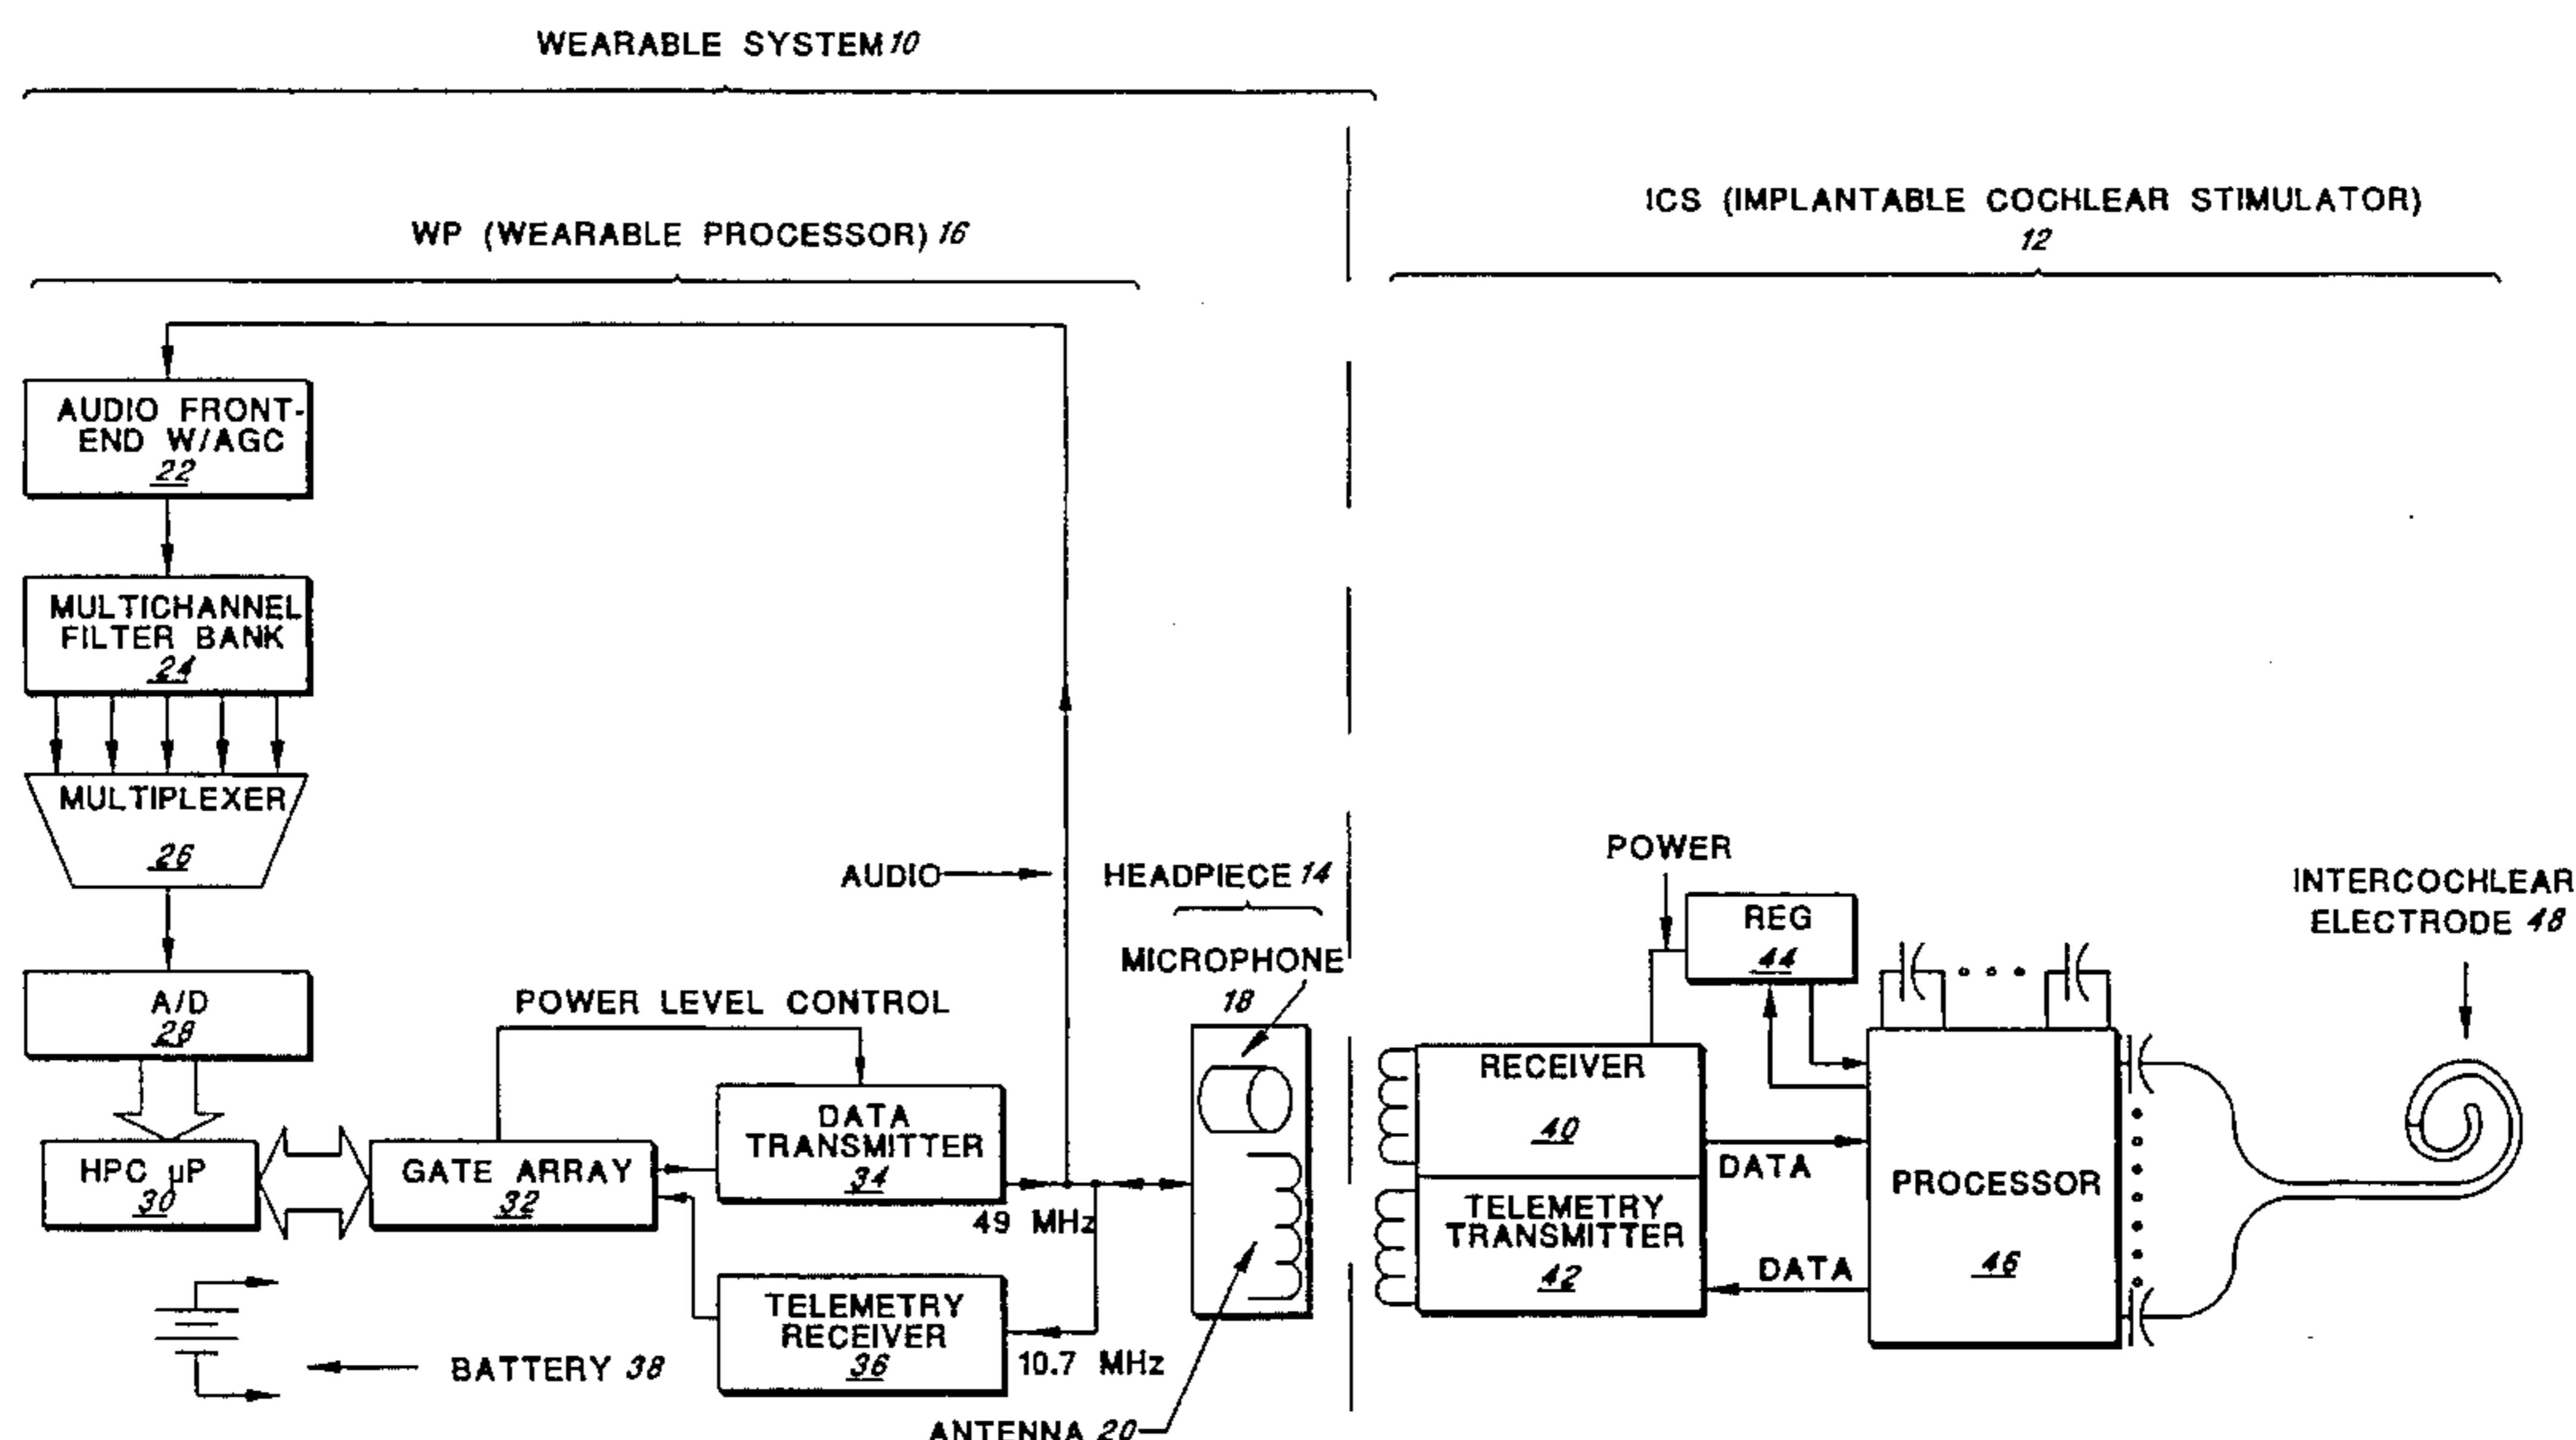 WEARABLE SYSTEM 10
ICS (IMPLANTABLE COCHLEAR STIMULATOR)
12
WP (WEARABLE PROCESSOR) 16
AUDIO FRONT-
END W/AGC
22
MULTICHANNEL
FILTER BANK
24
MULTIPLEXER
26
A/D
28
HPC µP
30
GATE ARRAY
32
POWER LEVEL CONTROL
DATA
TRANSMITTER
34
49 MHz
TELEMETRY
RECEIVER
36
10.7 MHz
BATTERY 38
AUDIO
HEADPIECE 14
MICROPHONE
18
ANTENNA 20
POWER
REG
44
RECEIVER
40
TELEMETRY
TRANSMITTER
42
DATA
DATA
PROCESSOR
46
INTERCOCHLEAR
ELECTRODE 48